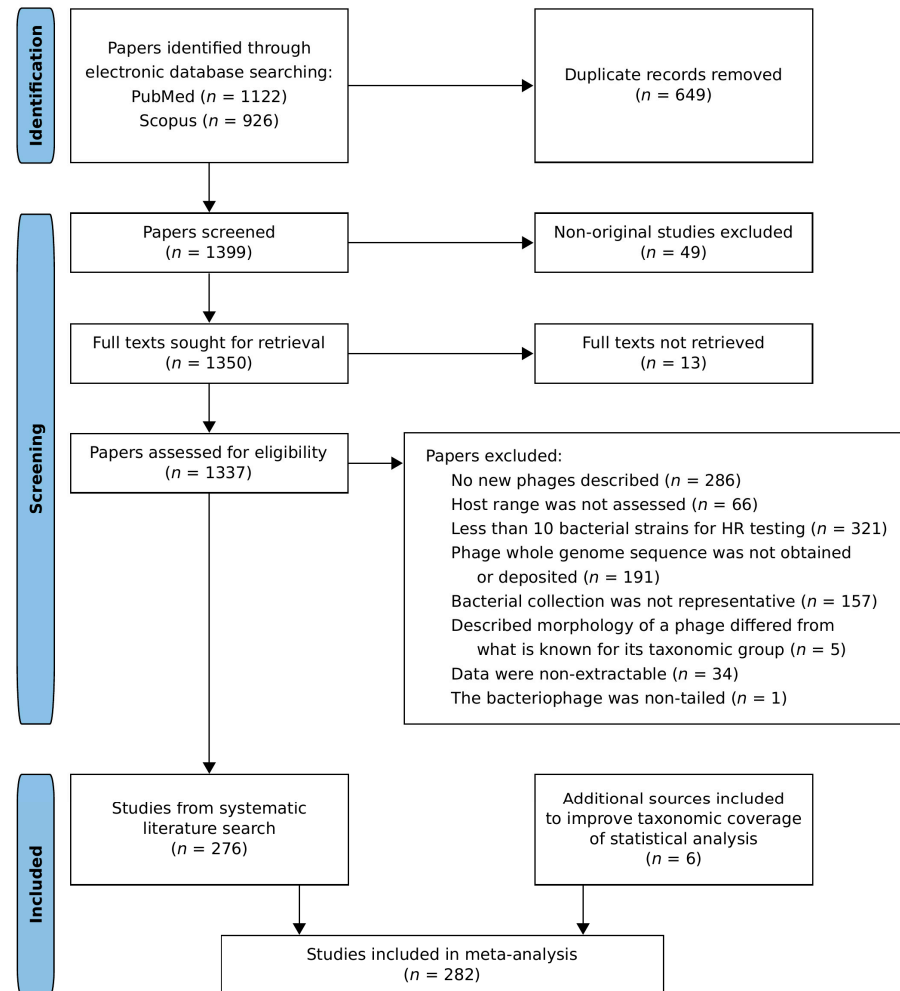 Identification
Papers identified through
electronic database searching:
PubMed (n = 1122)
Scopus (n = 926)
Duplicate records removed
(n = 649)
Screening
Papers screened
(n = 1399)
Non-original studies excluded
(n = 49)
Full texts sought for retrieval
(n = 1350)
Full texts not retrieved
(n = 13)
Papers assessed for eligibility
(n = 1337)
Papers excluded:
No new phages described (n = 286)
Host range was not assessed (n = 66)
Less than 10 bacterial strains for HR testing (n = 321)
Phage whole genome sequence was not obtained
or deposited (n = 191)
Bacterial collection was not representative (n = 157)
Described morphology of a phage differed from
what is known for its taxonomic group (n = 5)
Data were non-extractable (n = 34)
The bacteriophage was non-tailed (n = 1)
Included
Studies from systematic
literature search
(n = 276)
Additional sources included
to improve taxonomic coverage
of statistical analysis
(n = 6)
Studies included in meta-analysis
(n = 282)